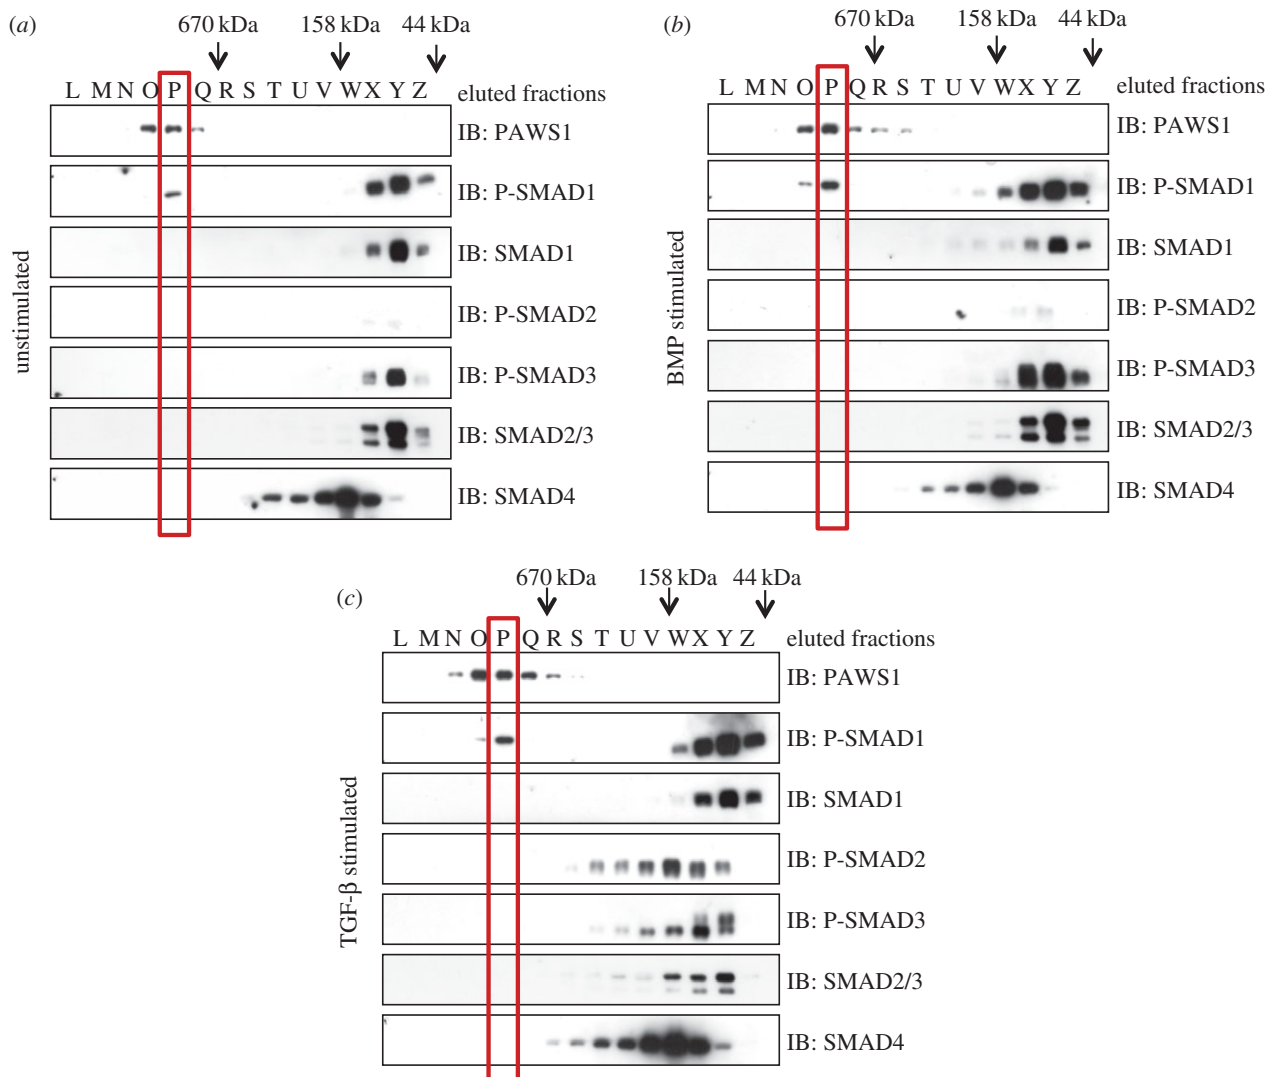 (a)
670 kDa 158 kDa 44 kDa
L M N O P Q R S T U V W X Y Z eluted fractions
IB: PAWS1
IB: P-SMAD1
IB: SMAD1
IB: P-SMAD2
IB: P-SMAD3
IB: SMAD2/3
IB: SMAD4
unstimulated
(b)
670 kDa 158 kDa 44 kDa
L M N O P Q R S T U V W X Y Z eluted fractions
IB: PAWS1
IB: P-SMAD1
IB: SMAD1
IB: P-SMAD2
IB: P-SMAD3
IB: SMAD2/3
IB: SMAD4
BMP stimulated
(c)
670 kDa 158 kDa 44 kDa
L M N O P Q R S T U V W X Y Z eluted fractions
IB: PAWS1
IB: P-SMAD1
IB: SMAD1
IB: P-SMAD2
IB: P-SMAD3
IB: SMAD2/3
IB: SMAD4
TGF-β stimulated